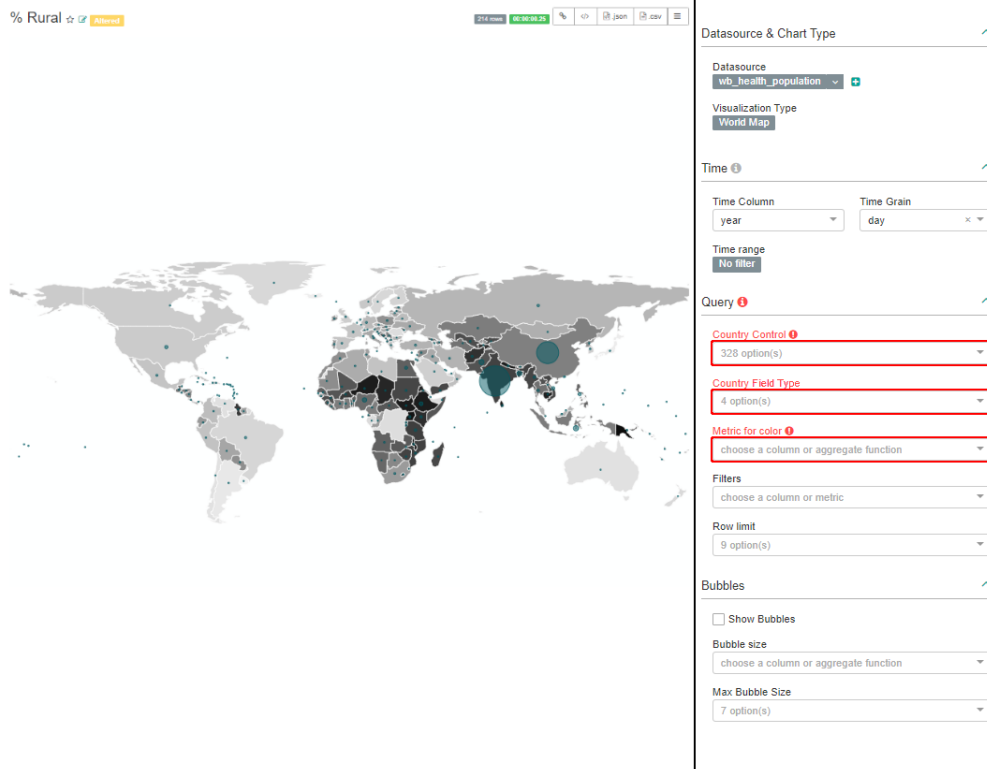 % Rural Altered 214 rows 00:00:06.25 </> .json .csv
Datasource & Chart Type
Datasource
wb_health_population
Visualization Type
World Map
Time
Time Column Time Grain
year day ×
Time range
No filter
Query
Country Control
328 option(s)
Country Field Type
4 option(s)
Metric for color
choose a column or aggregate function
Filters
choose a column or metric
Row limit
9 option(s)
Bubbles
Show Bubbles
Bubble size
choose a column or aggregate function
Max Bubble Size
7 option(s)